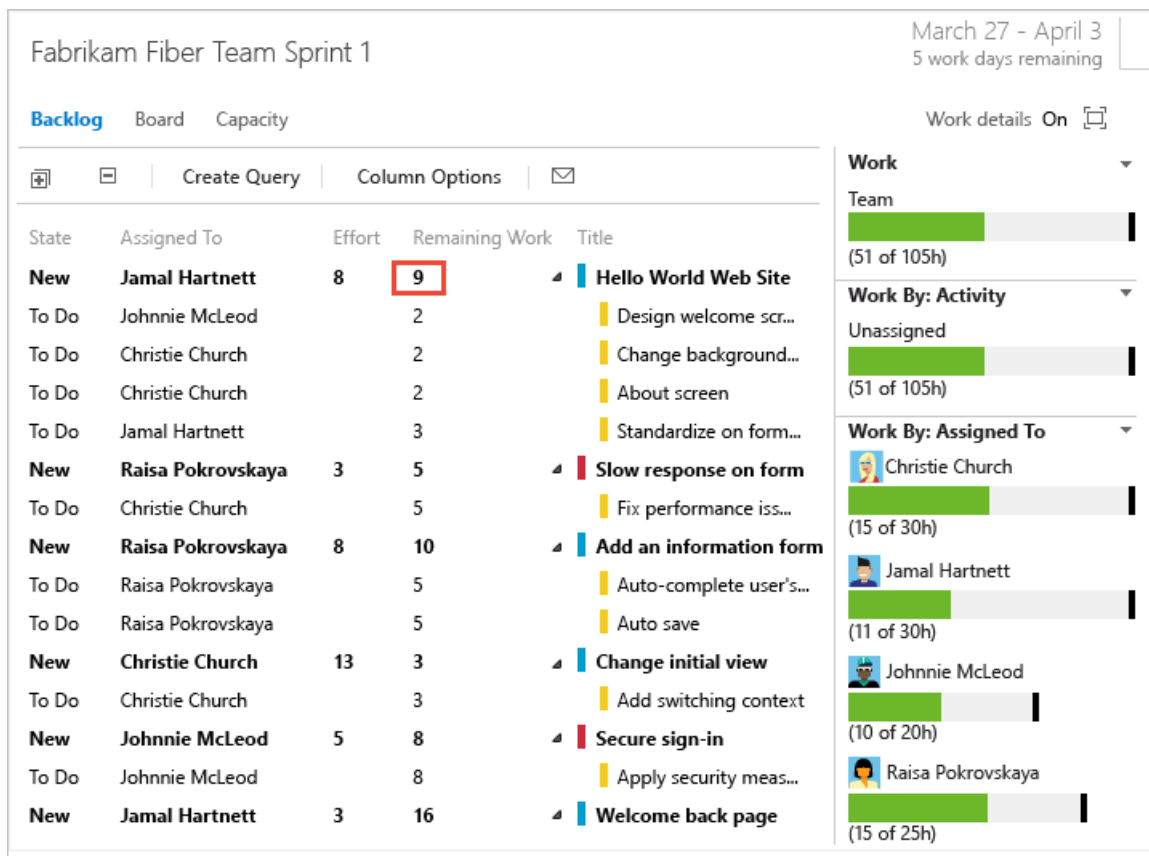 Fabrikam Fiber Team Sprint 1
March 27 - April 3
5 work days remaining
Backlog Board Capacity
Work details On
Create Query Column Options
State Assigned To Effort Remaining Work Title
New Jamal Hartnett 8 9 Hello World Web Site
To Do Johnnie McLeod 2 Design welcome scr...
To Do Christie Church 2 Change background...
To Do Christie Church 2 About screen
To Do Jamal Hartnett 3 Standardize on form...
New Raisa Pokrovskaya 3 5 Slow response on form
To Do Christie Church 5 Fix performance iss...
New Raisa Pokrovskaya 8 10 Add an information form
To Do Raisa Pokrovskaya 5 Auto-complete user's...
To Do Raisa Pokrovskaya 5 Auto save
New Christie Church 13 3 Change initial view
To Do Christie Church 3 Add switching context
New Johnnie McLeod 5 8 Secure sign-in
To Do Johnnie McLeod 8 Apply security meas...
New Jamal Hartnett 3 16 Welcome back page
Work
Team
(51 of 105h)
Work By: Activity
Unassigned
(51 of 105h)
Work By: Assigned To
Christie Church
(15 of 30h)
Jamal Hartnett
(11 of 30h)
Johnnie McLeod
(10 of 20h)
Raisa Pokrovskaya
(15 of 25h)